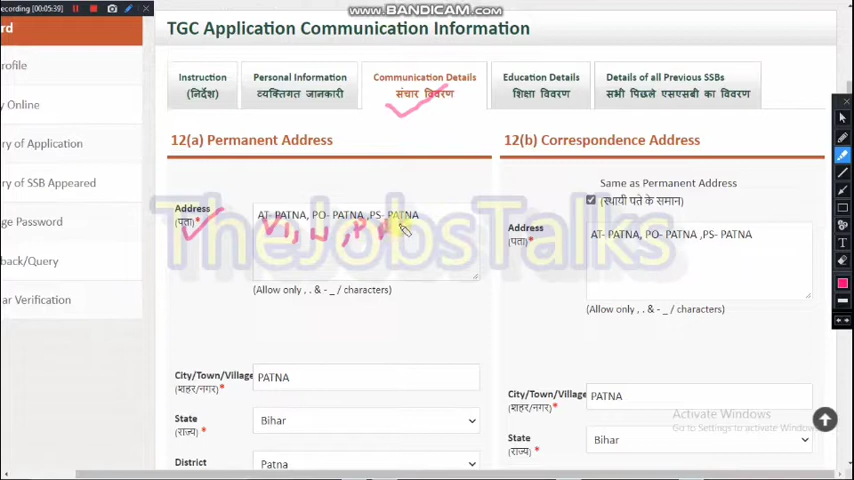 ecording [00:05:39]
WWW.BANDICAM.COM
rd
TGC Application Communication Information
Instruction
(निर्देश)
Personal Information
व्यक्तिगत जानकारी
Communication Details
संचार विवरण
Education Details
शिक्षा विवरण
Details of all Previous SSBs
सभी पिछले एसएसबी का विवरण
rofile
y Online
ry of Application
ry of SSB Appeared
nge Password
back/Query
ar Verification
12(a) Permanent Address
Address
(पता)*
AT- PATNA, PO- PATNA ,PS- PATNA
(Allow only , . & - _ / characters)
City/Town/Village
(शहर/नगर)*
PATNA
State
(राज्य) *
Bihar
District
Patna
12(b) Correspondence Address
Same as Permanent Address
(स्थायी पते के समान)
Address
(पता)*
AT- PATNA, PO- PATNA ,PS- PATNA
(Allow only , . & - _ / characters)
City/Town/Village
(शहर/नगर)*
PATNA
State
(राज्य)*
Bihar
TheJobsTalks
Activate Windows
Go to Settings to activate Windows.